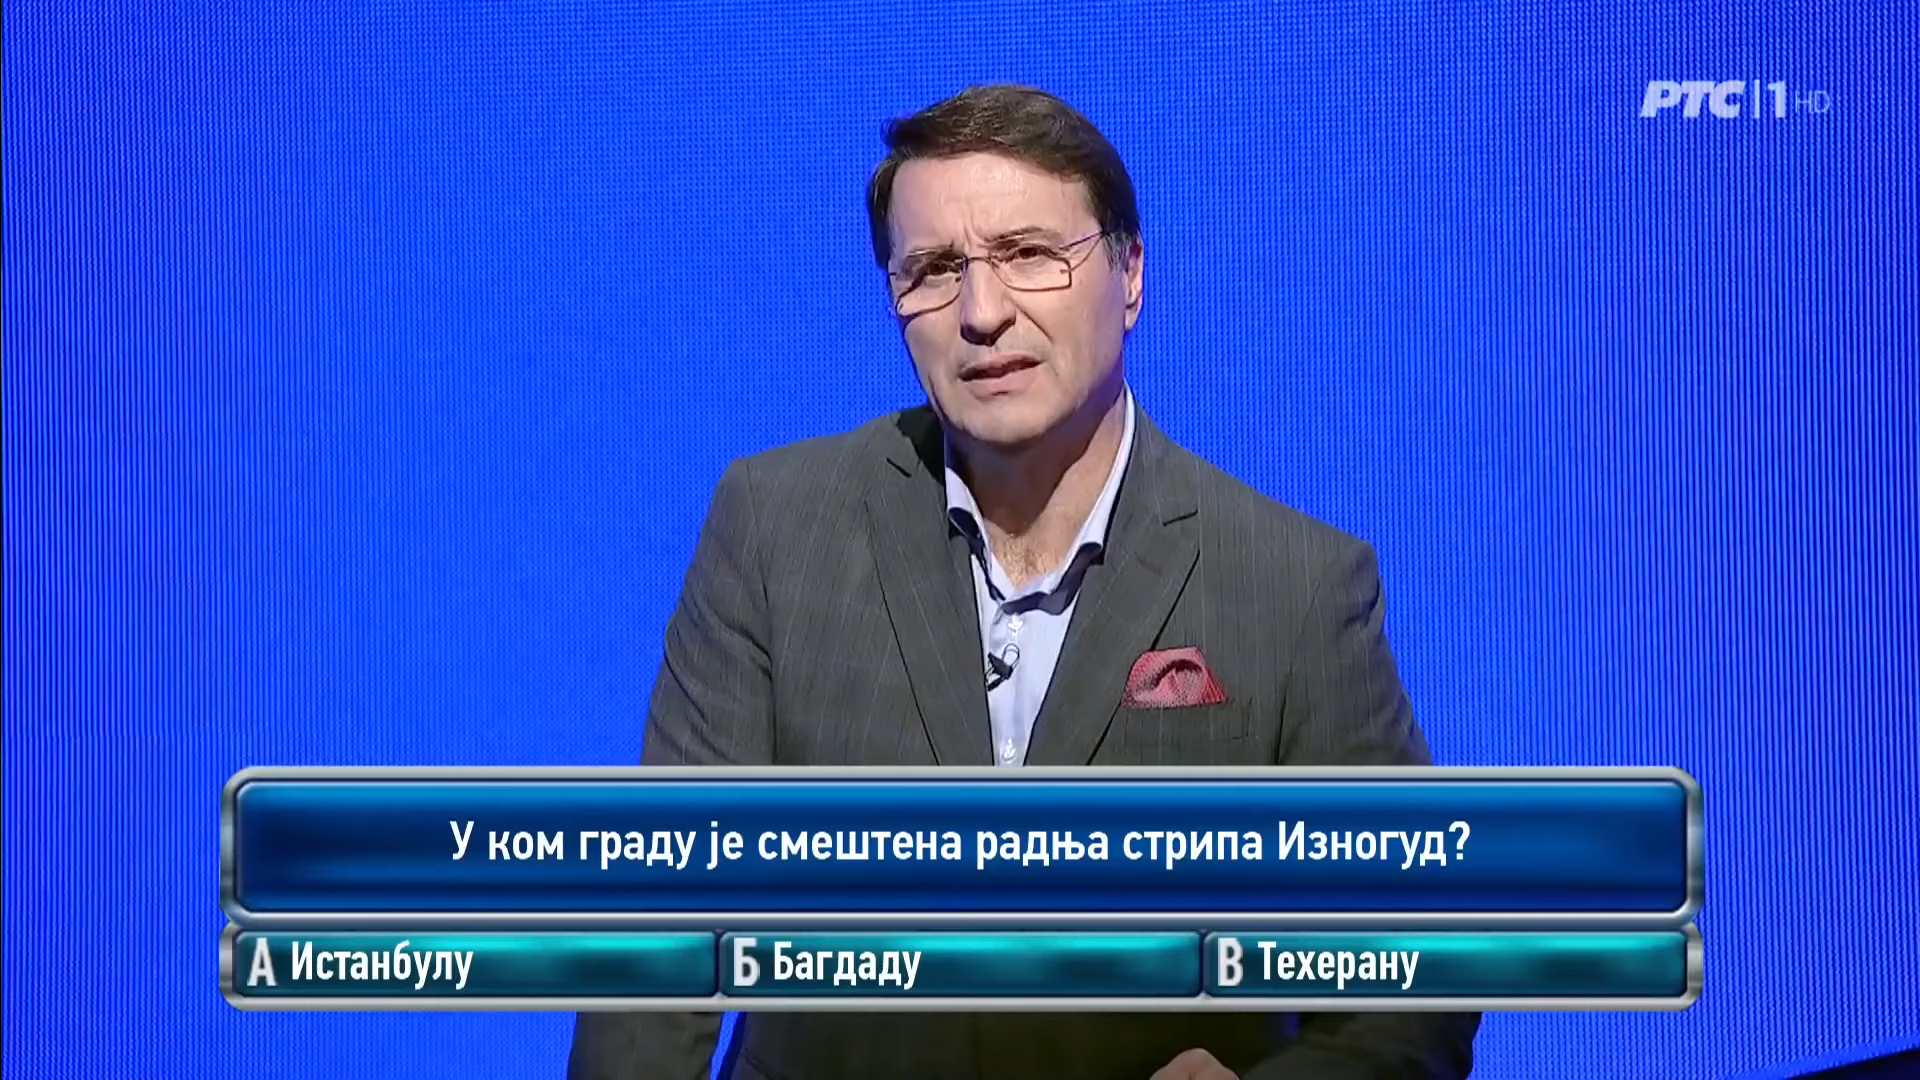 РТС|1 HD
У ком граду је смештена радња стрипа Изногуд?
А Истанбулу
Б Багдаду
В Техерану